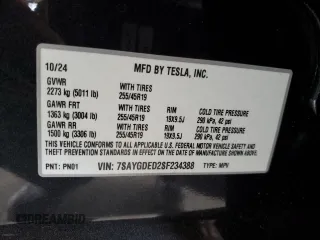 10/24 MFD BY TESLA, INC.
GVWR
2273 kg (5011 lb) WITH TIRES 255/45R19
GAWR FRT
1363 kg (3004 lb) WITH TIRES 255/45R19 RIM 19X9.5J COLD TIRE PRESSURE 290 kPa, 42 psi
GAWR RR
1500 kg (3306 lb) WITH TIRES 255/45R19 RIM 19X9.5J COLD TIRE PRESSURE 290 kPa, 42 psi
THIS VEHICLE CONFORMS TO ALL APPLICABLE FEDERAL MOTOR VEHICLE SAFETY AND
THEFT PREVENTION STANDARDS IN EFFECT ON THE DATE OF MANUFACTURE SHOWN ABOVE.
PNT: PN01 VIN: 7SAYGDED2SF234388 TYPE: MPV
DREAMBID